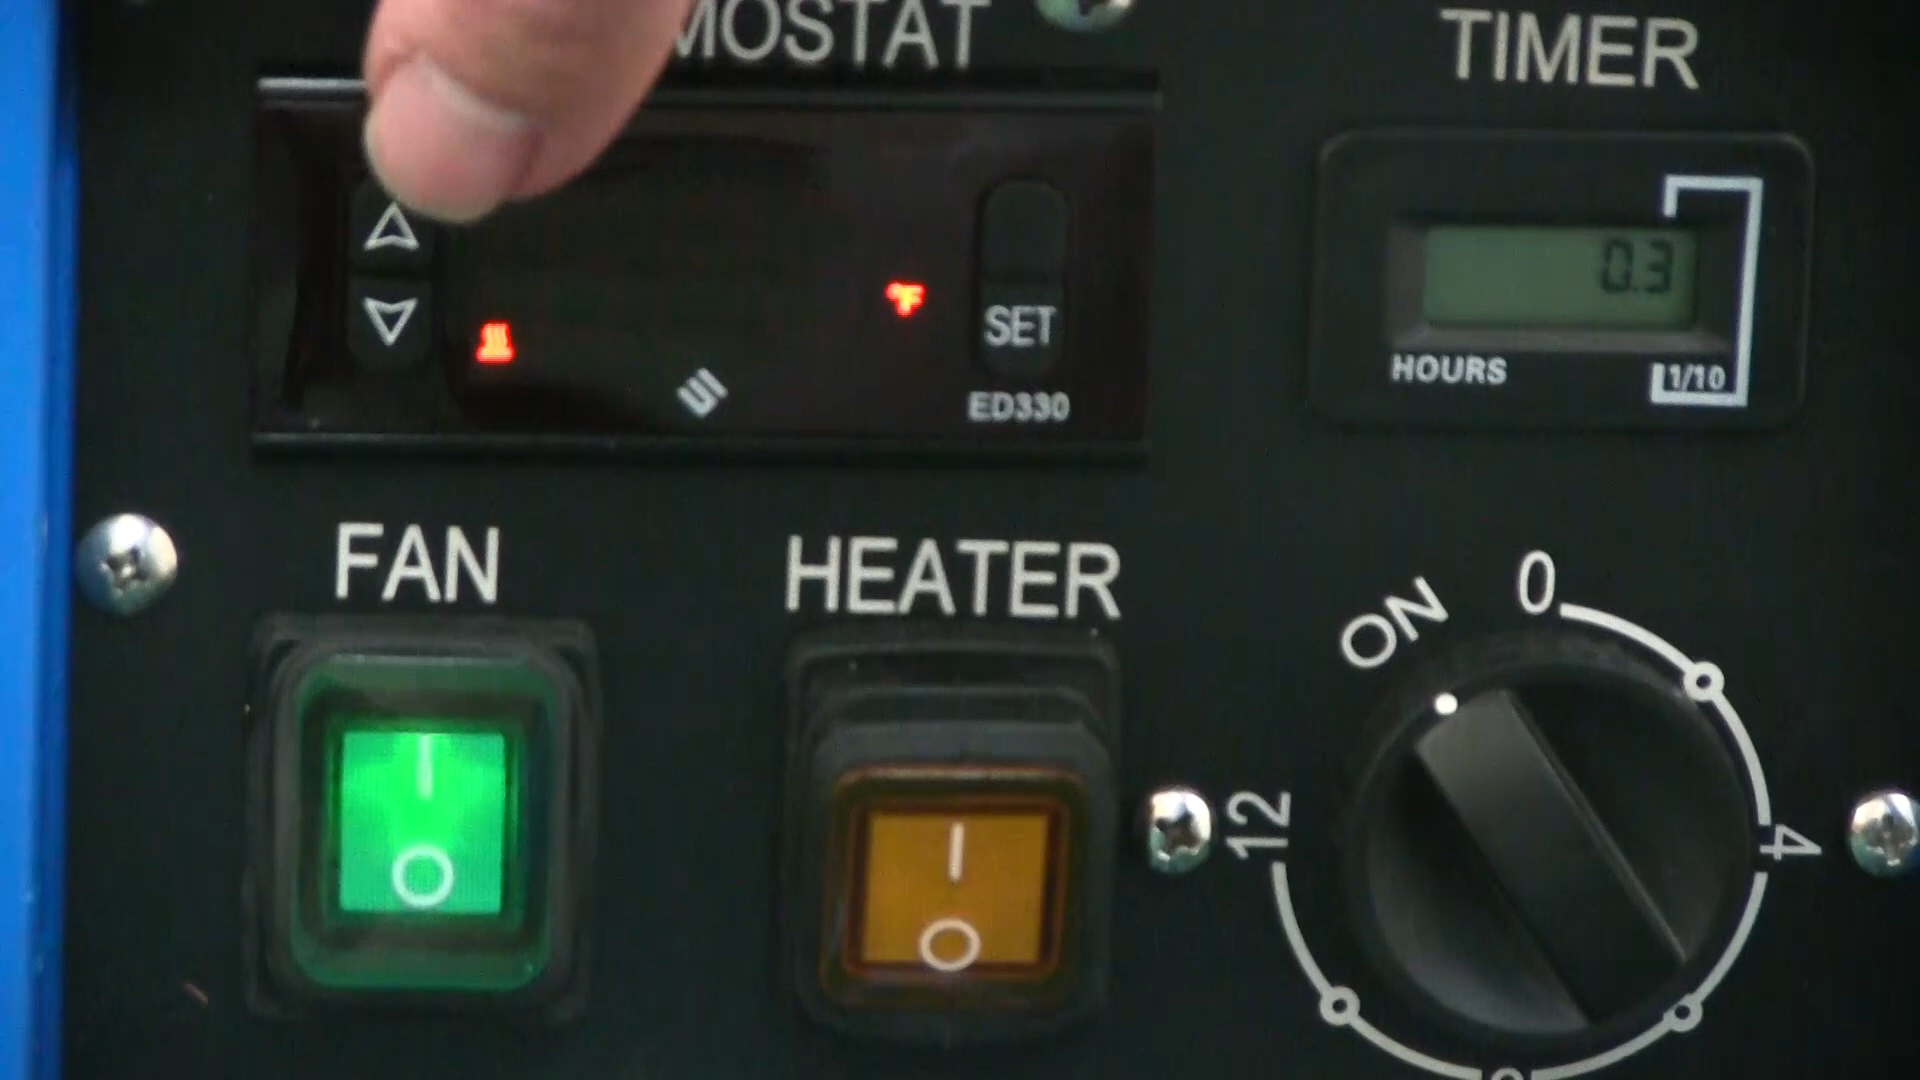 MOSTAT
TIMER
0.3
°F
SET
HOURS
1/10
ED330
FAN
HEATER
ON
0
12
4